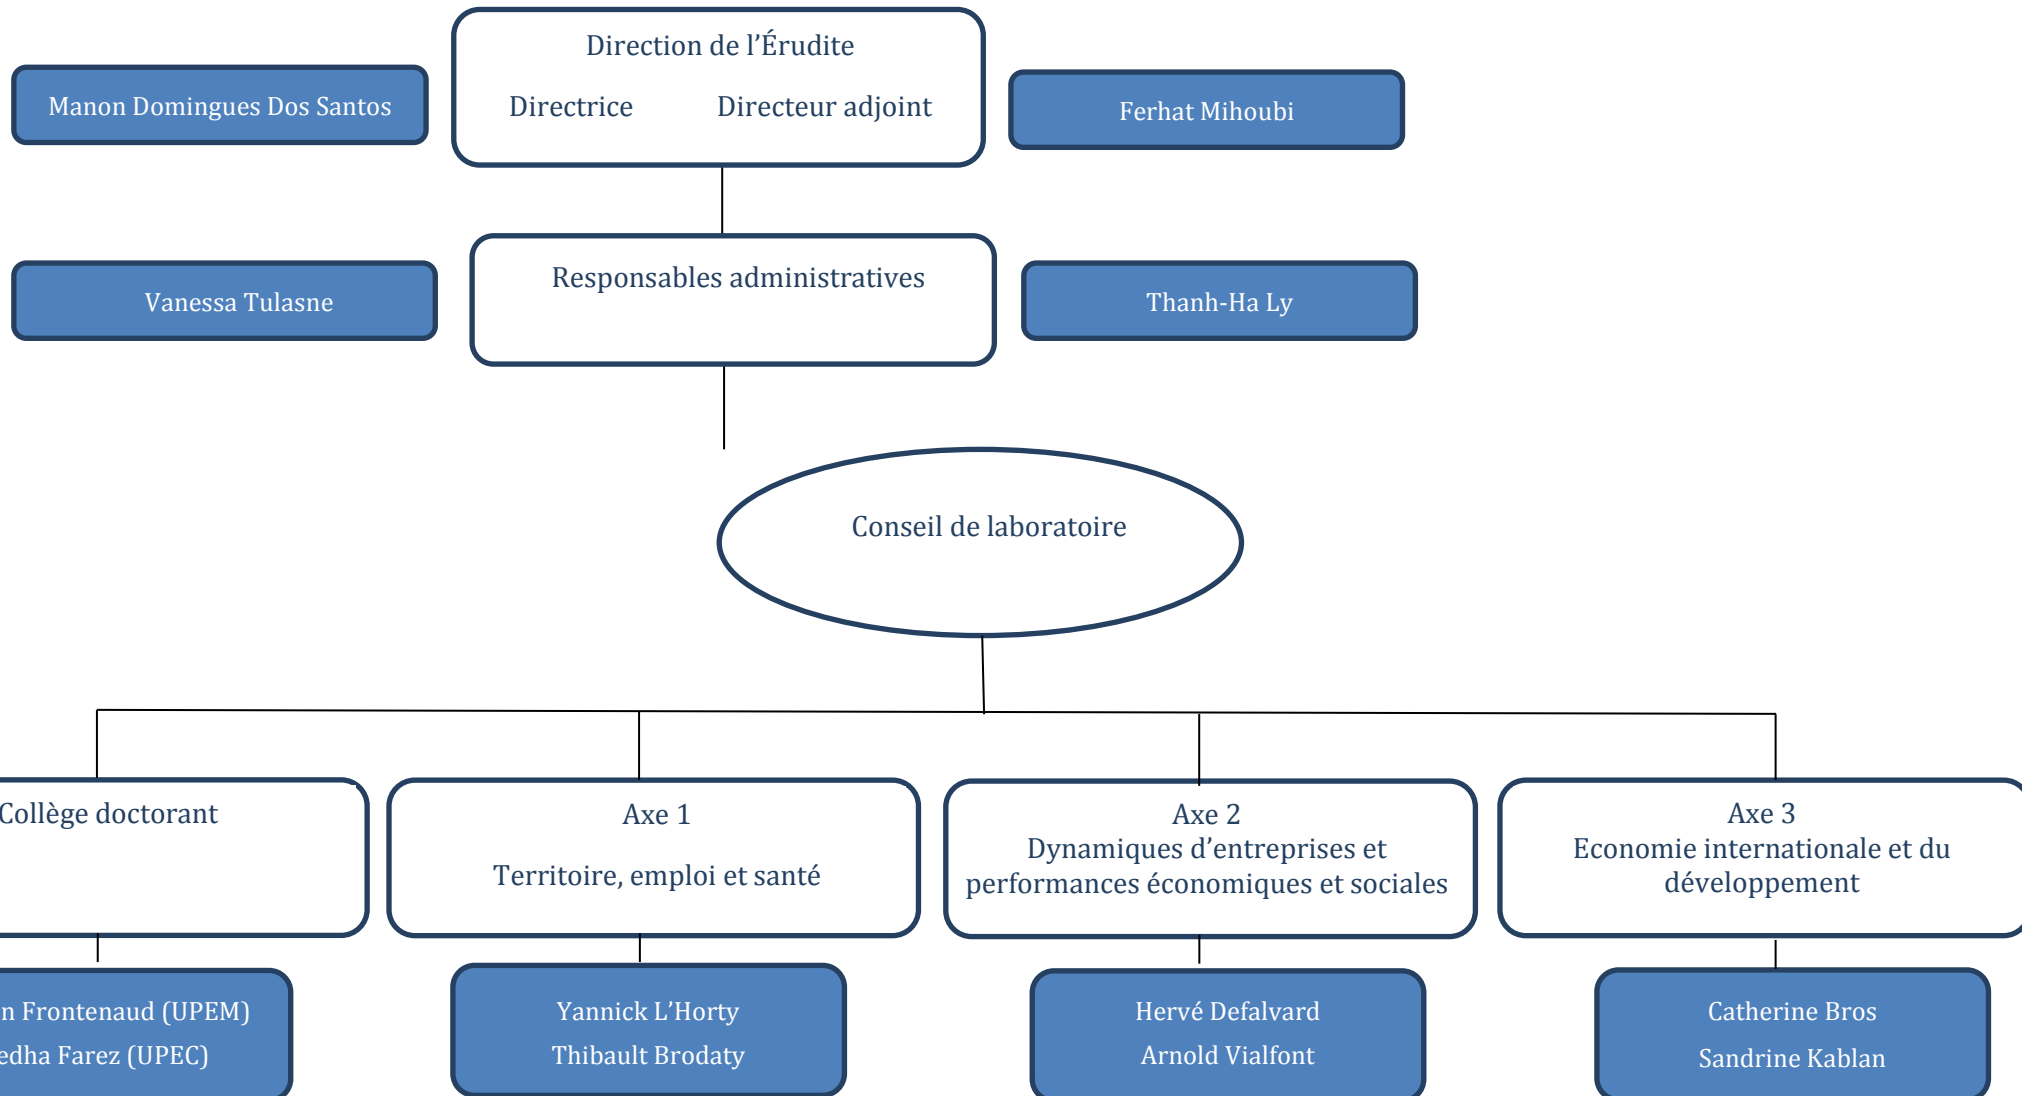 Direction de l'Érudite
Manon Domingues Dos Santos
Directrice Directeur adjoint
Ferhat Mihoubi
Responsables administratives
Vanessa Tulasne
Thanh-Ha Ly
Conseil de laboratoire
Collège doctorant
Axe 1
Territoire, emploi et santé
Axe 2
Dynamiques d'entreprises et
performances économiques et sociales
Axe 3
Economie internationale et du
développement
Frontenaud (UPEM)
Farez (UPEC)
Yannick L'Horty
Thibault Brodaty
Hervé Defalvard
Arnold Vialfont
Catherine Bros
Sandrine Kablan